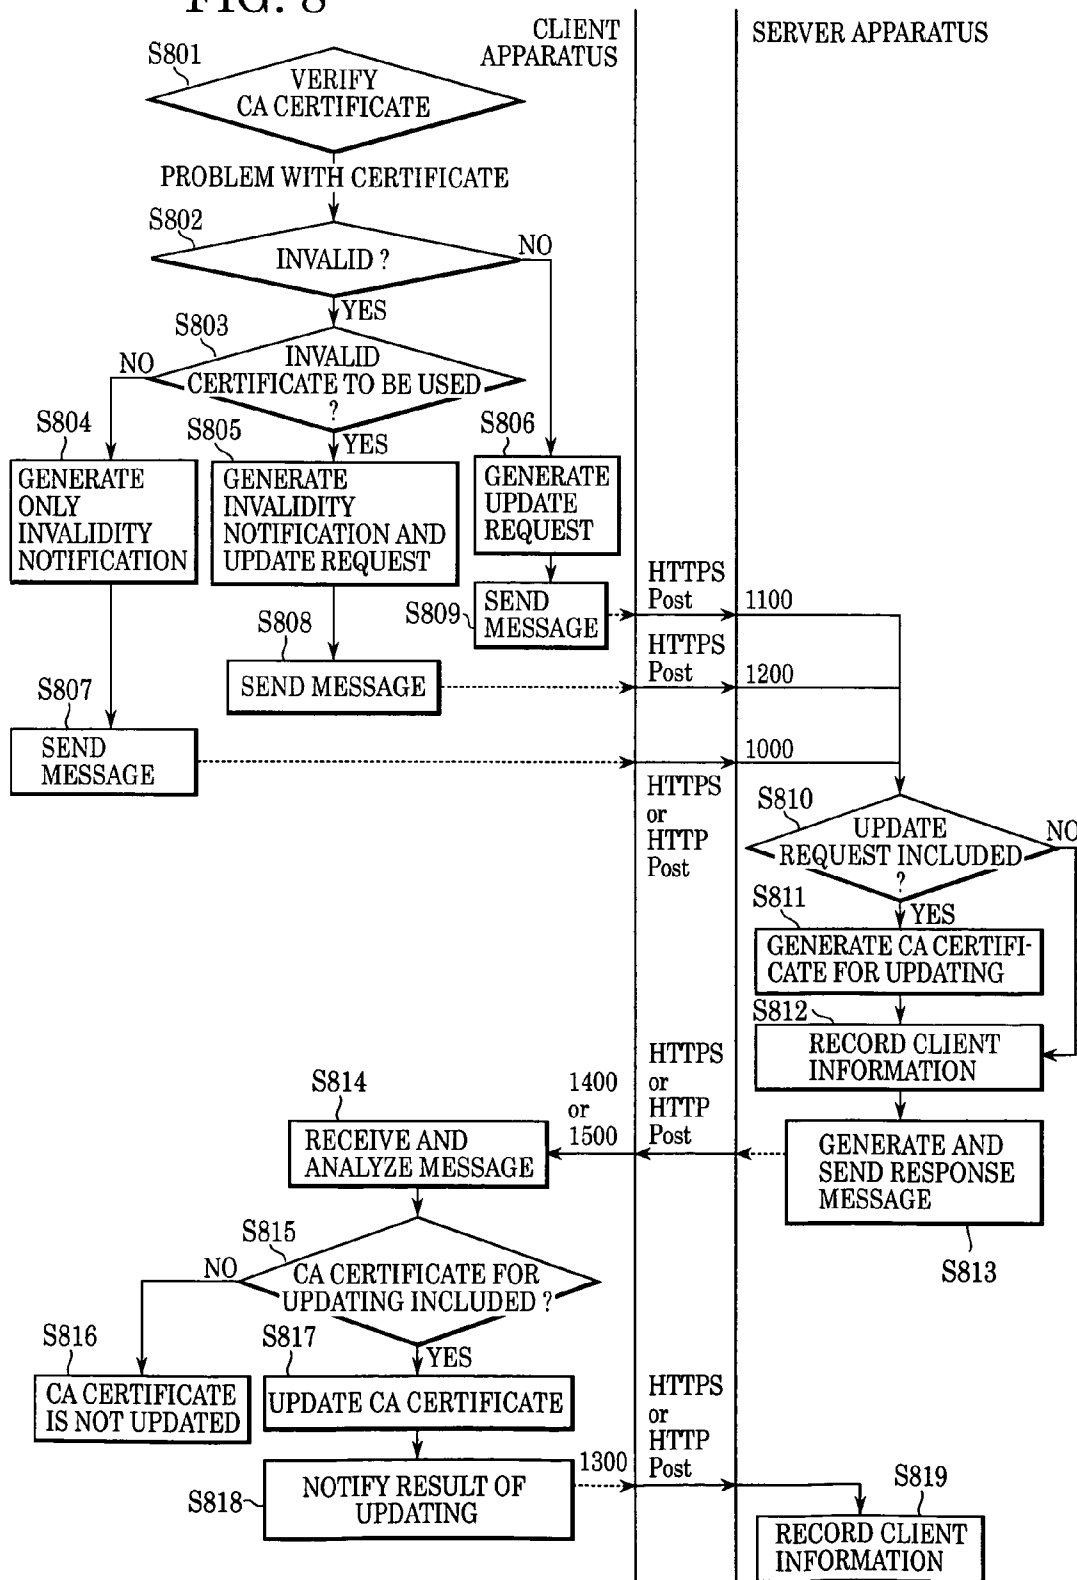 FIG. 8
CLIENT
APPARATUS
SERVER APPARATUS
S801
VERIFY
CA CERTIFICATE
PROBLEM WITH CERTIFICATE
S802
INVALID ?
NO
YES
S803
INVALID
CERTIFICATE TO BE USED
?
NO
YES
S804
GENERATE
ONLY
INVALIDITY
NOTIFICATION
S805
GENERATE
INVALIDITY
NOTIFICATION AND
UPDATE REQUEST
S806
GENERATE
UPDATE
REQUEST
S809
SEND
MESSAGE
HTTPS
Post
1100
S808
SEND MESSAGE
HTTPS
Post
1200
S807
SEND
MESSAGE
1000
HTTPS
or
HTTP
Post
S810
UPDATE
REQUEST INCLUDED
?
NO
YES
S811
GENERATE CA CERTIFI-
CATE FOR UPDATING
S812
RECORD CLIENT
INFORMATION
GENERATE AND
SEND RESPONSE
MESSAGE
S813
HTTPS
or
HTTP
Post
1400
or
1500
S814
RECEIVE AND
ANALYZE MESSAGE
S815
CA CERTIFICATE FOR
UPDATING INCLUDED ?
NO
YES
S816
CA CERTIFICATE
IS NOT UPDATED
S817
UPDATE CA CERTIFICATE
S818
NOTIFY RESULT OF
UPDATING
1300
HTTPS
or
HTTP
Post
S819
RECORD CLIENT
INFORMATION